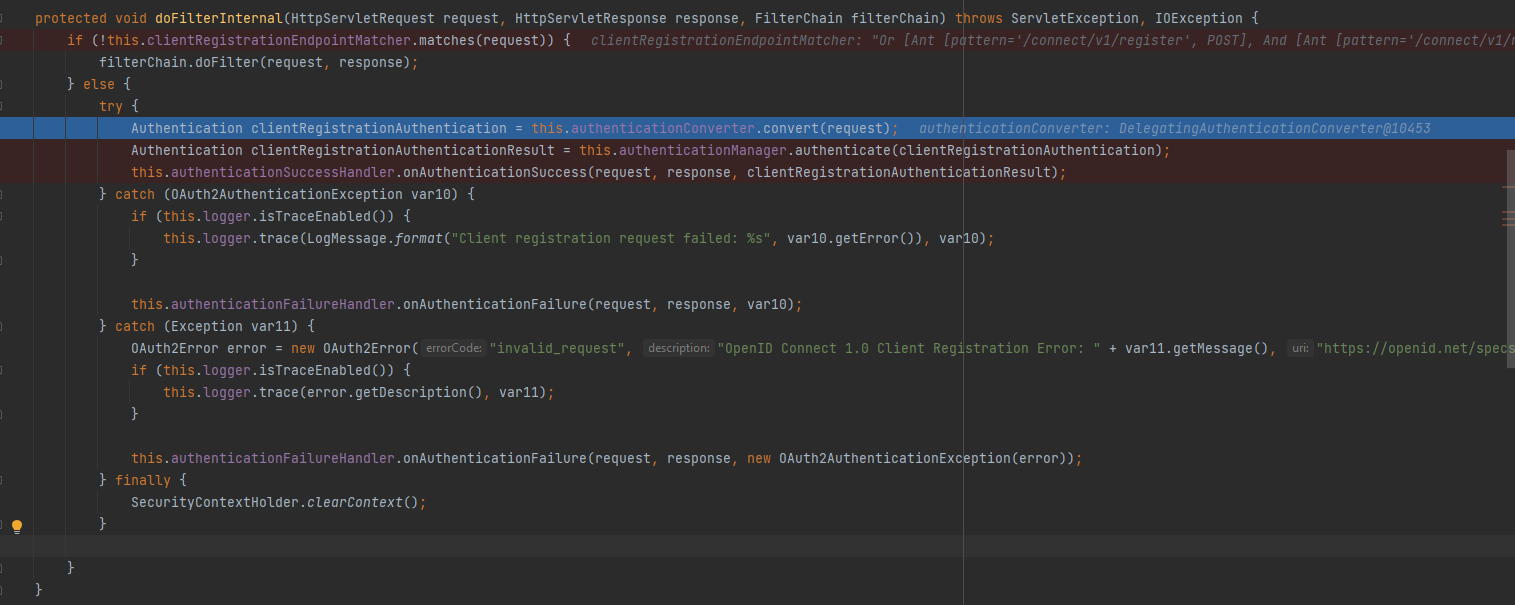 protected void doFilterInternal(HttpServletRequest request, HttpServletResponse response, FilterChain filterChain) throws ServletException, IOException {
if (!this.clientRegistrationEndpointMatcher.matches(request)) { clientRegistrationEndpointMatcher: "Or [Ant [pattern='/connect/v1/register', POST], And [Ant [pattern='/connect/v1/
filterChain.doFilter(request, response);
} else {
try {
Authentication clientRegistrationAuthentication = this.authenticationConverter.convert(request); authenticationConverter: DelegatingAuthenticationConverter@10453
Authentication clientRegistrationAuthenticationResult = this.authenticationManager.authenticate(clientRegistrationAuthentication);
this.authenticationSuccessHandler.onAuthenticationSuccess(request, response, clientRegistrationAuthenticationResult);
} catch (OAuth2AuthenticationException var10) {
if (this.logger.isTraceEnabled()) {
this.logger.trace(LogMessage.format("Client registration request failed: %s", var10.getError()), var10);
}
this.authenticationFailureHandler.onAuthenticationFailure(request, response, var10);
} catch (Exception var11) {
OAuth2Error error = new OAuth2Error( errorCode: "invalid_request", description: "OpenID Connect 1.0 Client Registration Error: " + var11.getMessage(), uri: "https://openid.net/specs
if (this.logger.isTraceEnabled()) {
this.logger.trace(error.getDescription(), var11);
}
this.authenticationFailureHandler.onAuthenticationFailure(request, response, new OAuth2AuthenticationException(error));
} finally {
SecurityContextHolder.clearContext();
}
}
}